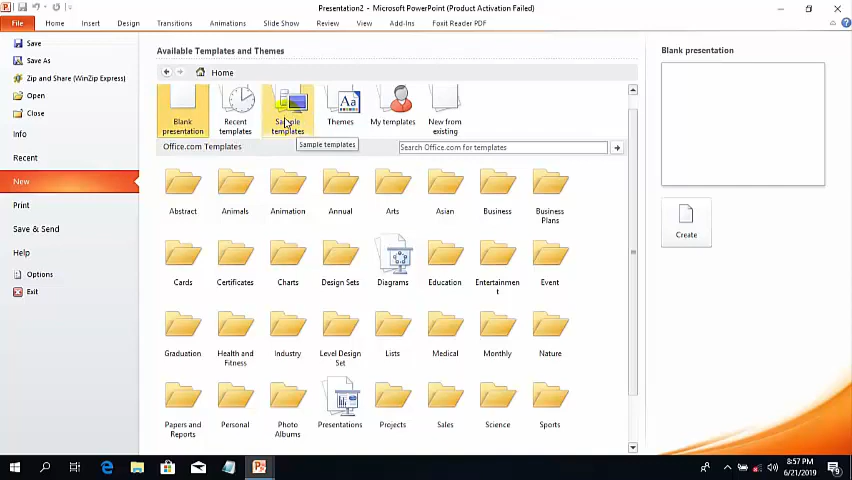 Presentation2 - Microsoft PowerPoint (Product Activation Failed)
File Home Insert Design Transitions Animations Slide Show Review View Add-Ins Foxit Reader PDF
Save
Save As
Zip and Share (WinZip Express)
Open
Close
Info
Recent
New
Print
Save & Send
Help
Options
Exit
Available Templates and Themes
Home
Blank presentation
Recent templates
Sample templates
Themes
My templates
New from existing
Sample templates
Office.com Templates
Search Office.com for templates
Abstract Animals Animation Annual Arts Asian Business Business Plans
Cards Certificates Charts Design Sets Diagrams Education Entertainment Event
Graduation Health and Fitness Industry Level Design Set Lists Medical Monthly Nature
Papers and Reports Personal Photo Albums Presentations Projects Sales Science Sports
Blank presentation
Create
8:57 PM
6/21/2019